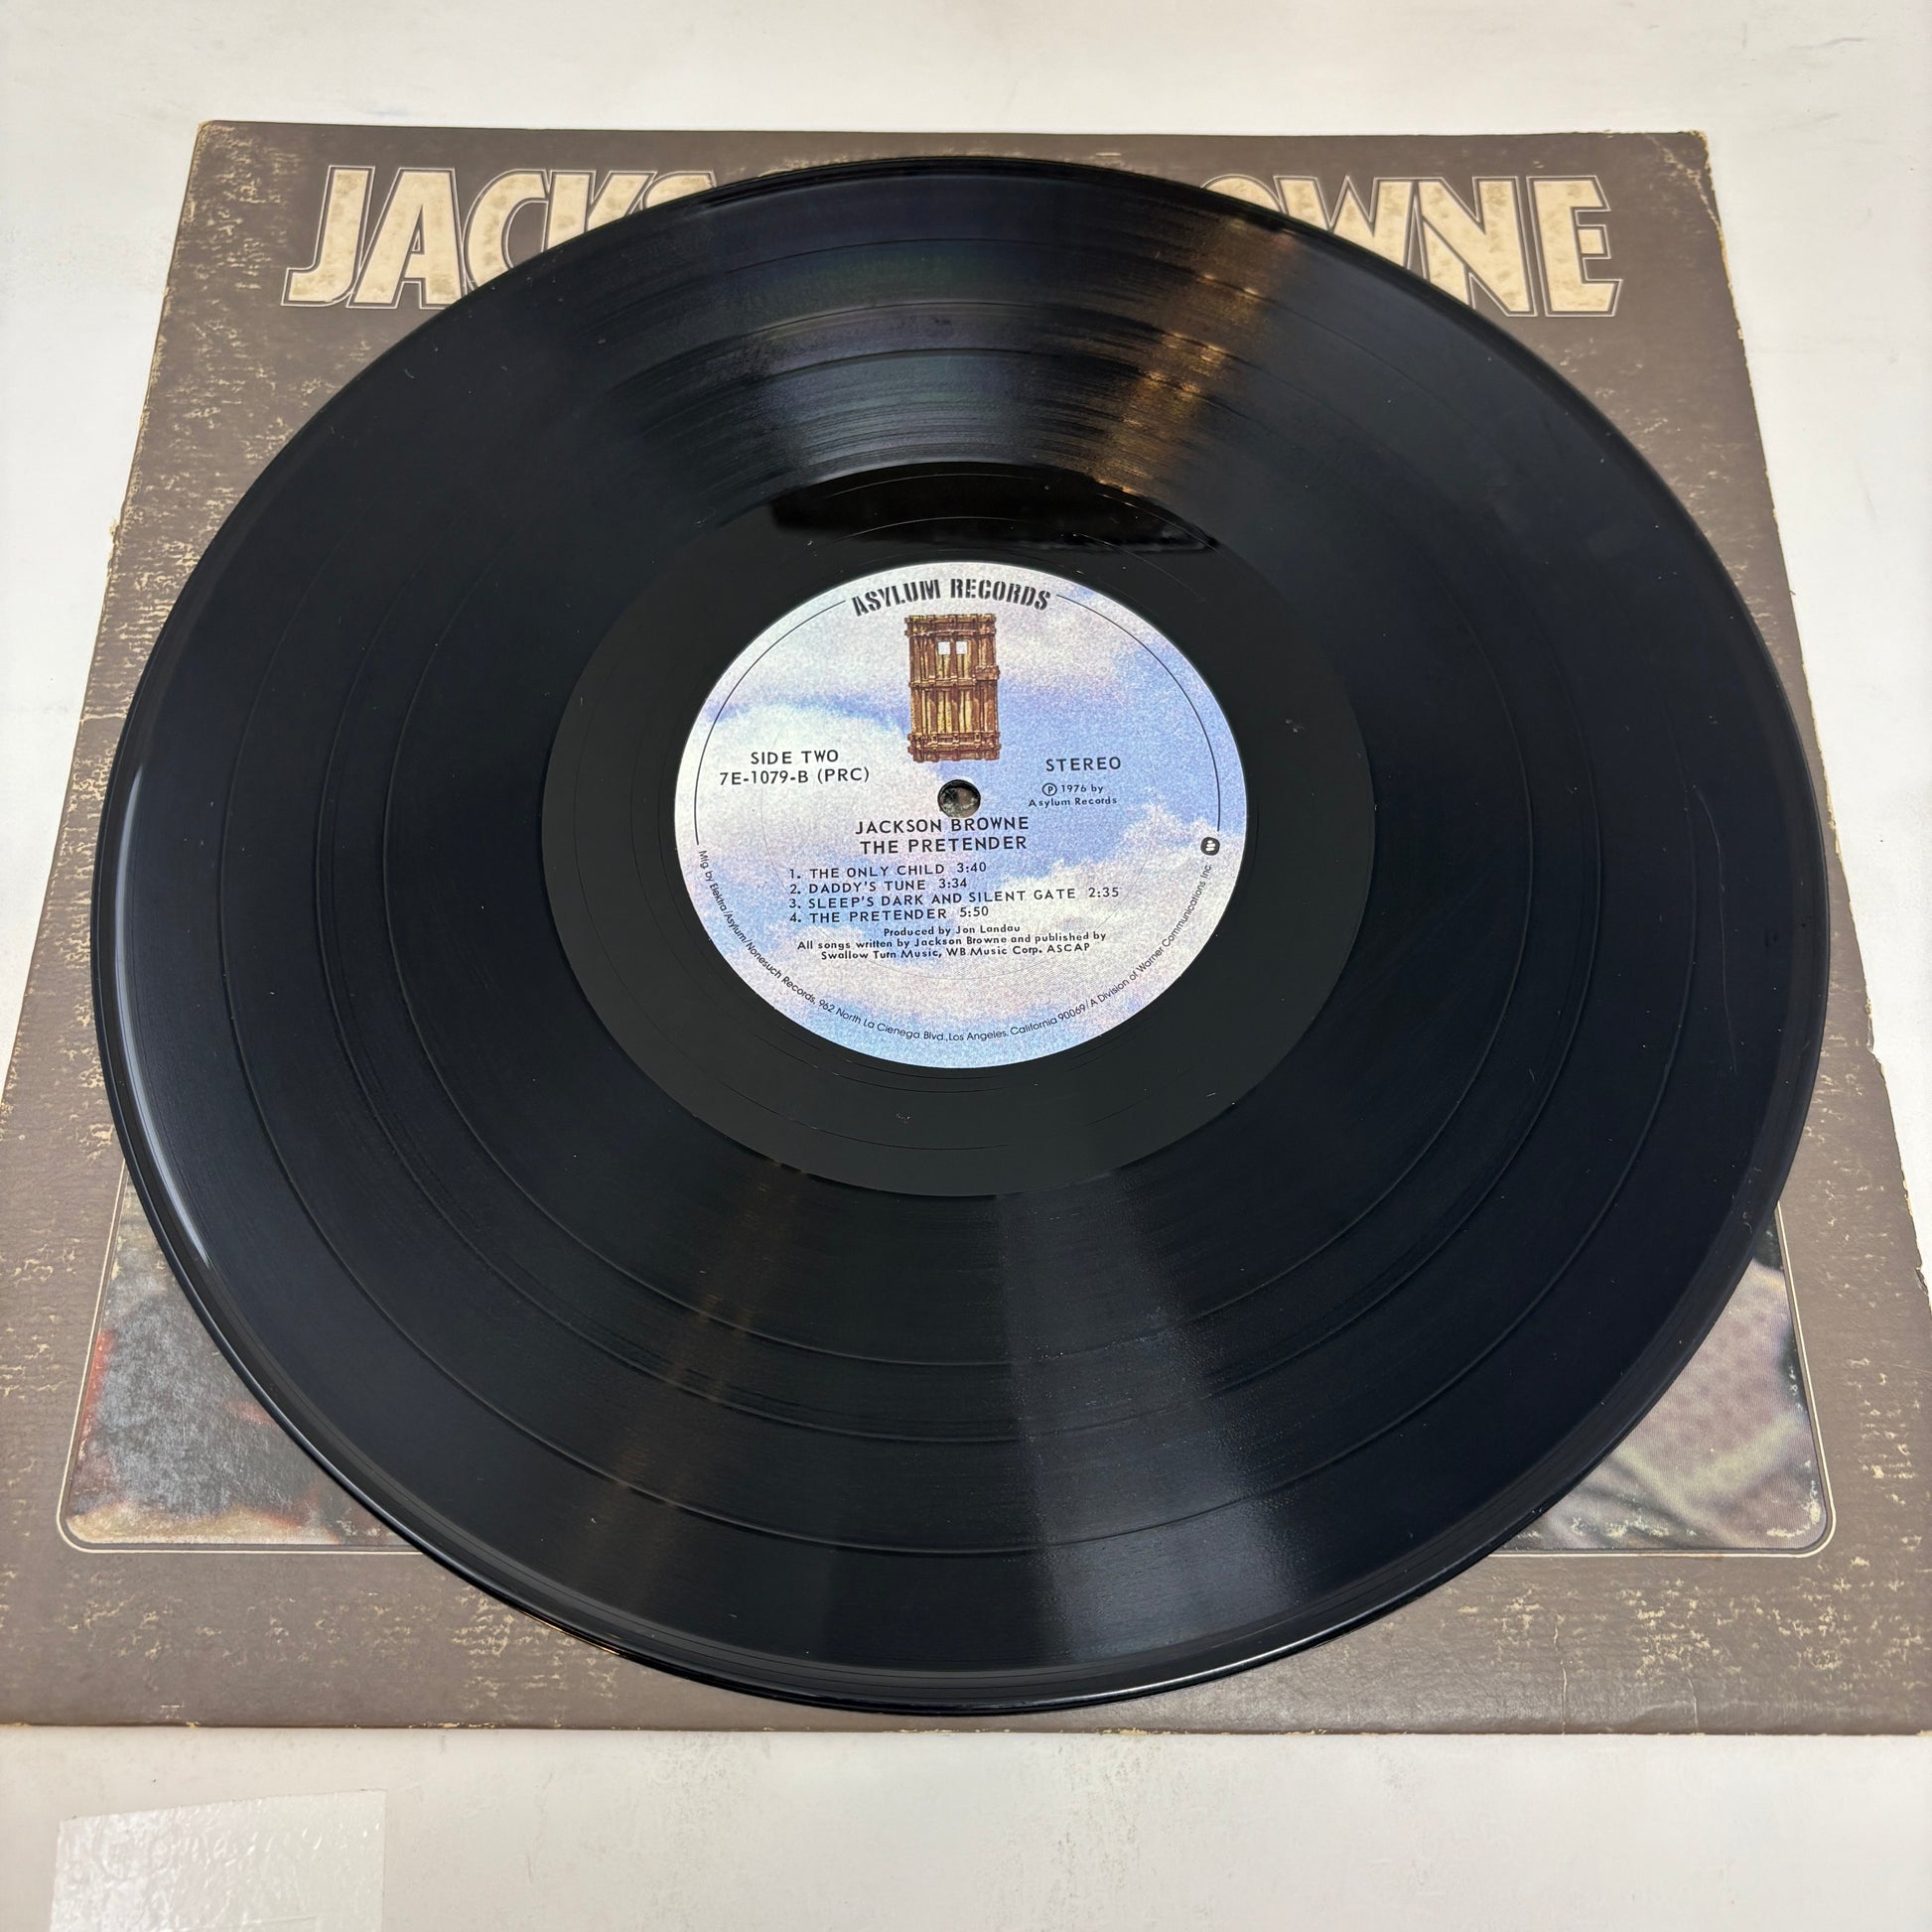 JACKS OWNE
ASYLUM RECORDS
SIDE TWO
7E-1079-B (PRC)
STEREO
Ⓟ 1976 by
Asylum Records
JACKSON BROWNE
THE PRETENDER
1. THE ONLY CHILD 3:40
2. DADDY'S TUNE 3:34
3. SLEEP'S DARK AND SILENT GATE 2:35
4. THE PRETENDER 5:50
Produced by Jon Landau
All songs written by Jackson Browne and published by
Swallow Turn Music, WB Music Corp. ASCAP
Mfg. by Elektra/Asylum/Nonesuch Records, 962 North La Cienega Blvd., Los Angeles, California 90069/A Division of Warner Communications Inc.